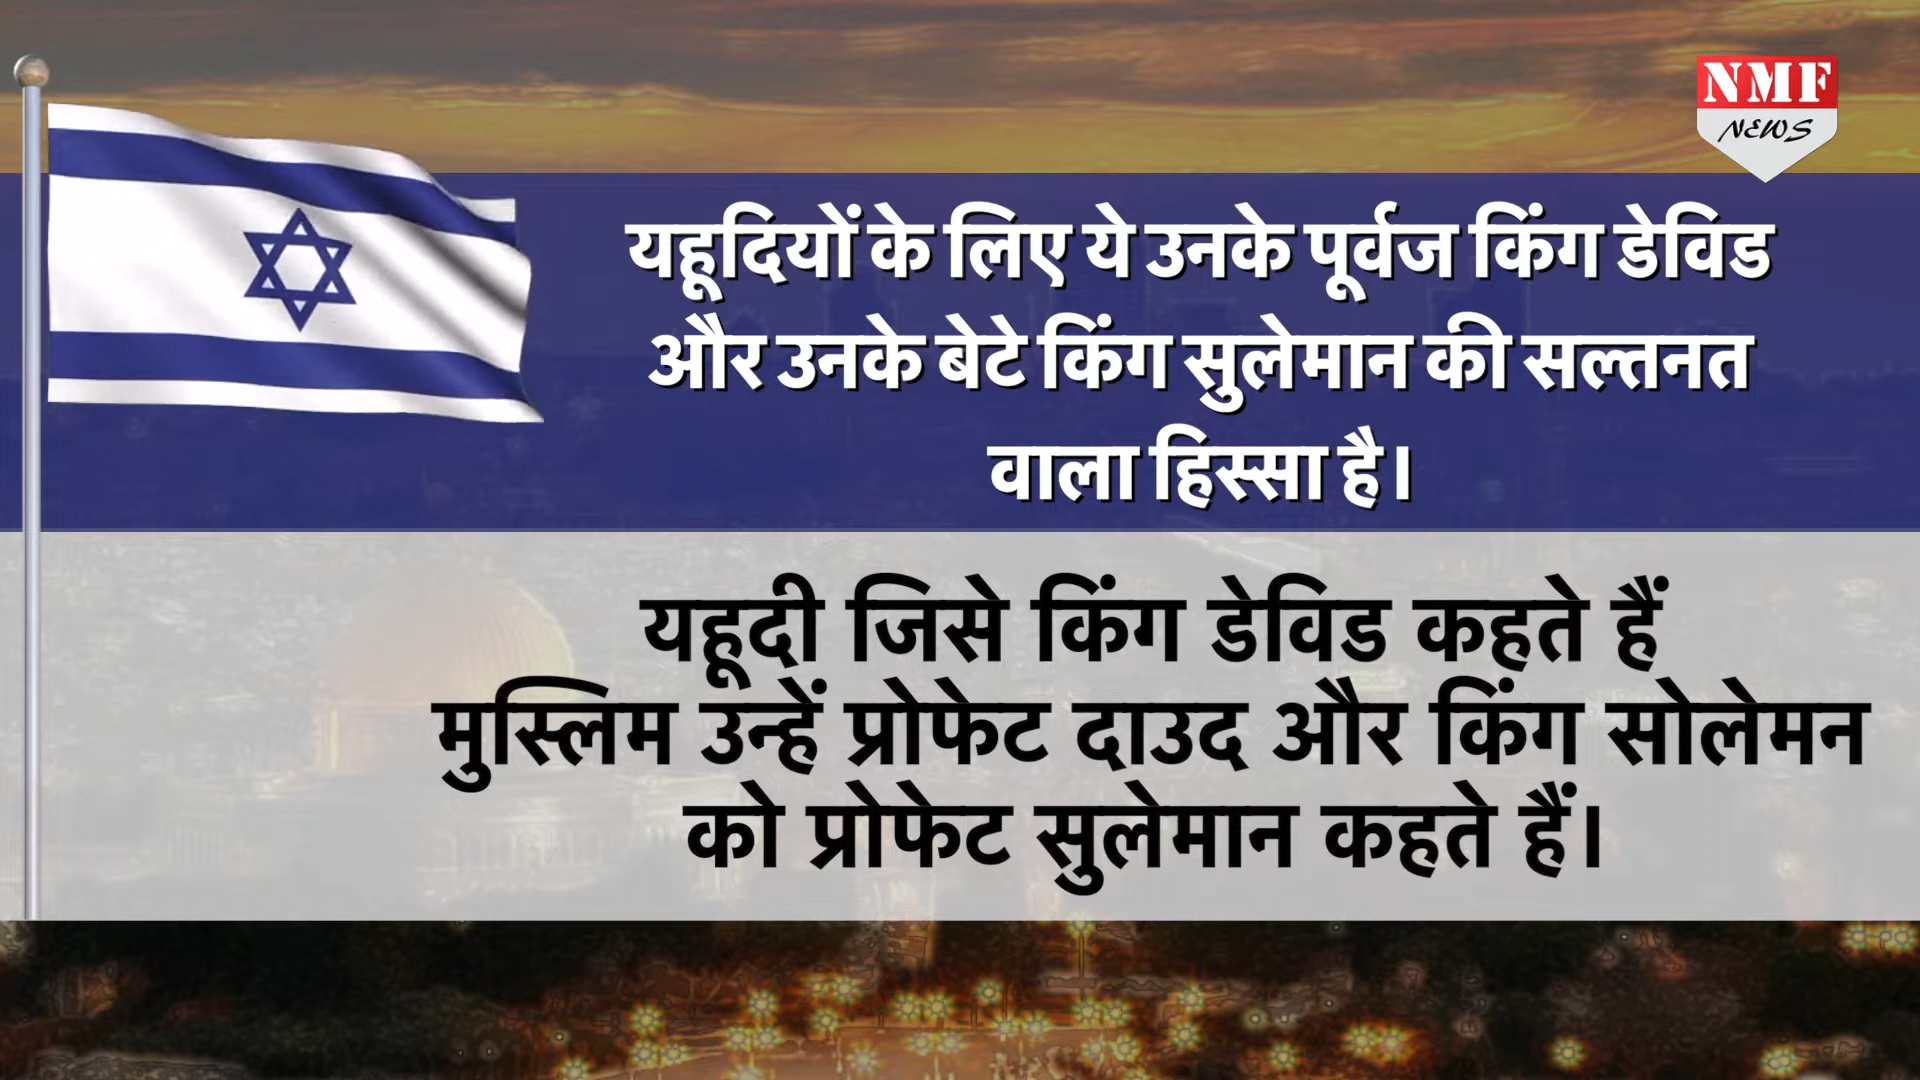 NMF
NEWS
यहूदियों के लिए ये उनके पूर्वज किंग डेविड
और उनके बेटे किंग सुलेमान की सल्तनत
वाला हिस्सा है।
यहूदी जिसे किंग डेविड कहते हैं
मुस्लिम उन्हें प्रोफेट दाउद और किंग सोलेमन
को प्रोफेट सुलेमान कहते हैं।